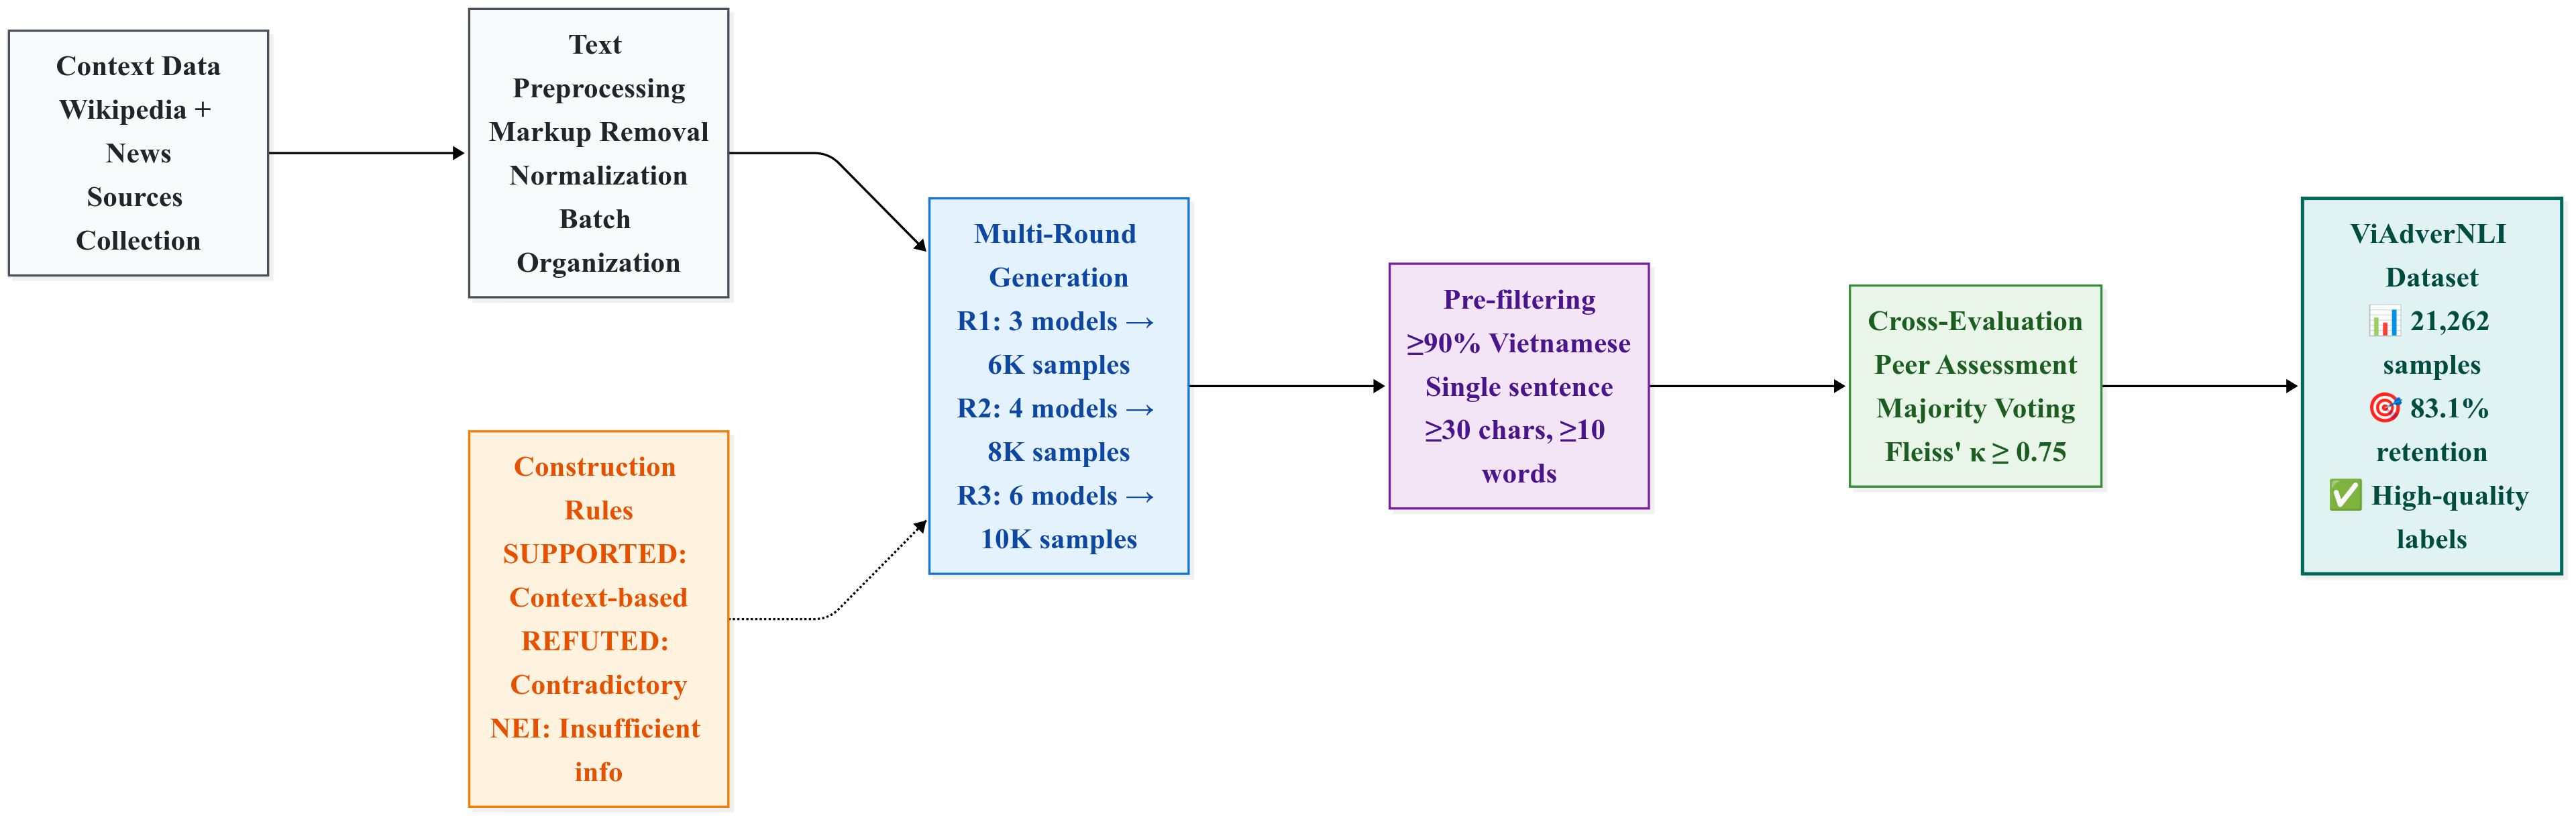 Context Data
Wikipedia +
News
Sources
Collection
Text
Preprocessing
Markup Removal
Normalization
Batch
Organization
Construction
Rules
SUPPORTED:
Context-based
REFUTED:
Contradictory
NEI: Insufficient
info
Multi-Round
Generation
R1: 3 models →
6K samples
R2: 4 models →
8K samples
R3: 6 models →
10K samples
Pre-filtering
≥90% Vietnamese
Single sentence
≥30 chars, ≥10
words
Cross-Evaluation
Peer Assessment
Majority Voting
Fleiss' κ ≥ 0.75
ViAdverNLI
Dataset
📊 21,262
samples
🎯 83.1%
retention
✅ High-quality
labels